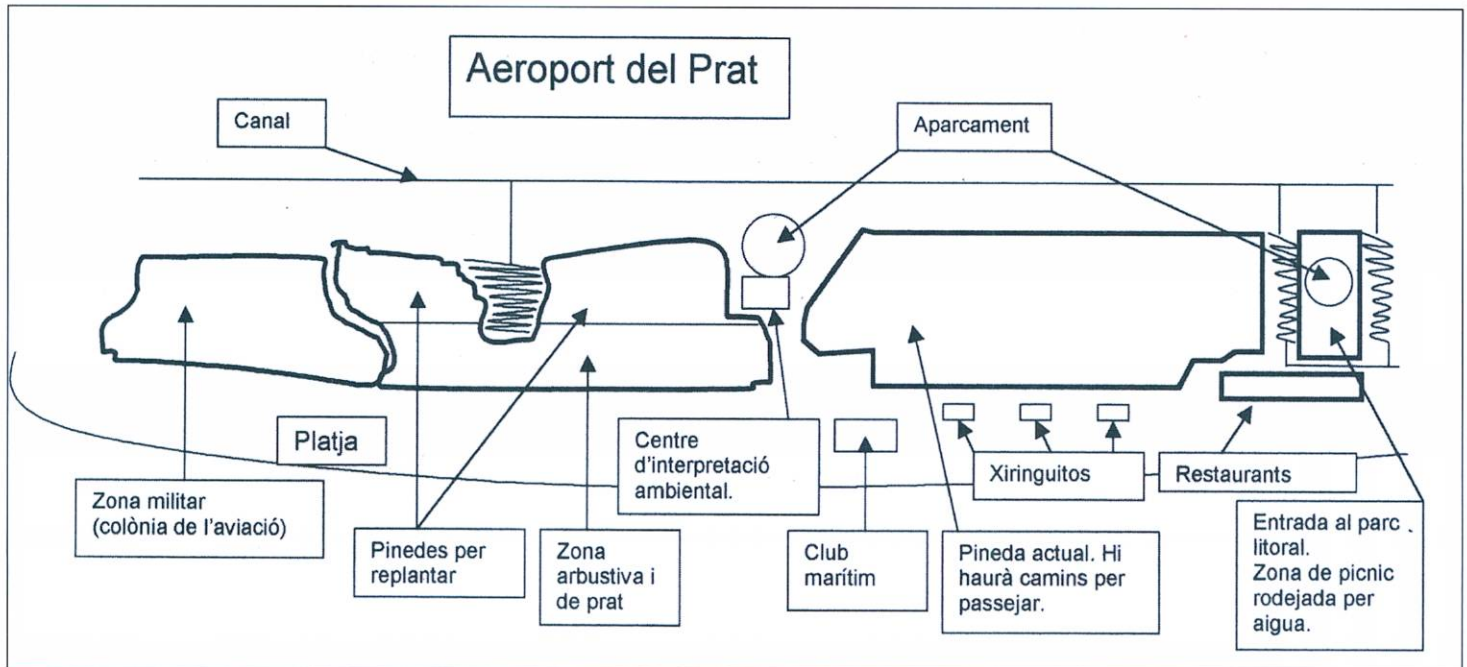 Aeroport del Prat
Canal
Aparcament
Platja
Centre
d'interpretació
ambiental.
Xiringuitos
Restaurants
Zona militar
(colònia de l'aviació)
Pinedes per
replantar
Zona
arbustiva i
de prat
Club
marítim
Pineda actual. Hi
haurà camins per
passejar.
Entrada al parc
litoral.
Zona de picnic
rodejada per
aigua.